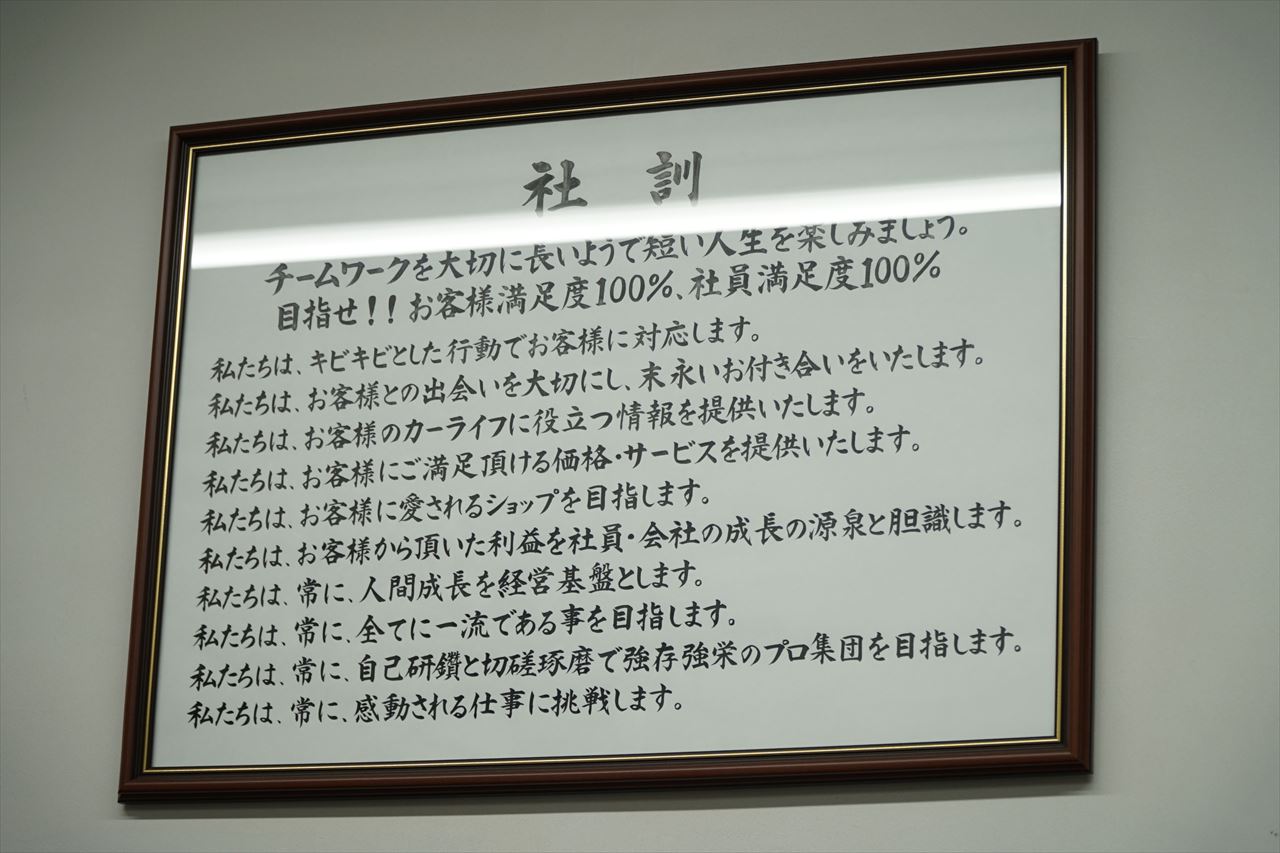 社訓
チームワークを大切に長いようで短い人生を楽しみましょう。
目指せ!!お客様満足度100%、社員満足度100%
私たちは、キビキビとした行動でお客様に対応します。
私たちは、お客様との出会いを大切にし、末永いお付き合いをいたします。
私たちは、お客様のカーライフに役立つ情報を提供いたします。
私たちは、お客様にご満足頂ける価格・サービスを提供いたします。
私たちは、お客様に愛されるショップを目指します。
私たちは、お客様から頂いた利益を社員・会社の成長の源泉と胆識します。
私たちは、常に、人間成長を経営基盤とします。
私たちは、常に、全てに一流である事を目指します。
私たちは、常に、自己研鑽と切磋琢磨で強存強栄のプロ集団を目指します。
私たちは、常に、感動される仕事に挑戦します。